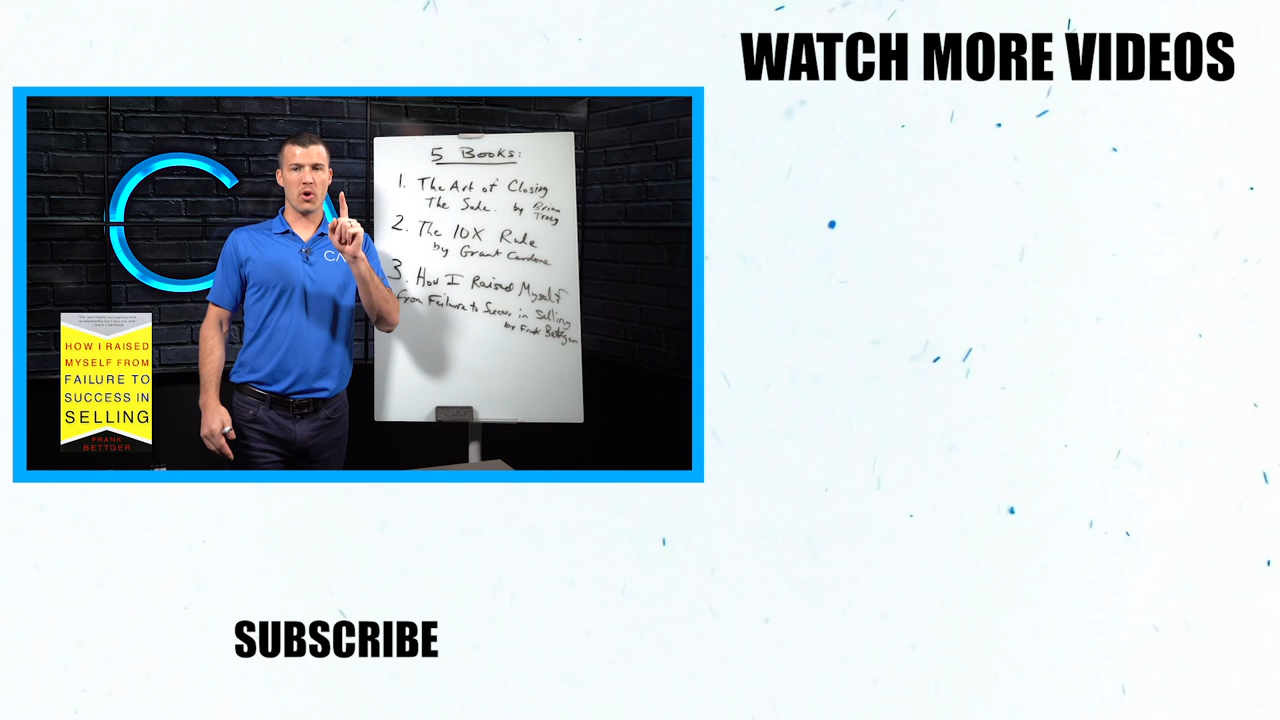 WATCH MORE VIDEOS
5 Books:
1. The Art of Closing
The Sale. by Brian
Tracy
2. The 10X Rule
by Grant Cardone
3. How I Raised Myself
from Failure to Success in Selling
by Frank Bettger
CA
HOW I RAISED
MYSELF FROM
FAILURE TO
SUCCESS IN
SELLING
FRANK
BETTGER
SUBSCRIBE